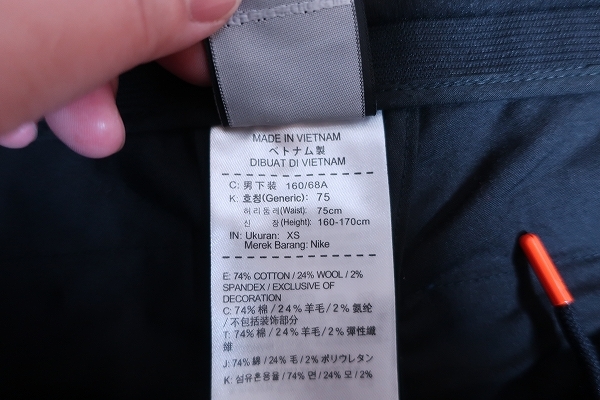 MADE IN VIETNAM
ベトナム製
DIBUAT DI VIETNAM
C: 男下装 160/68A
K: 호칭(Generic): 75
허리둘레(Waist): 75cm
신 장(Height): 160-170cm
IN: Ukuran: XS
Merek Barang: Nike
E: 74% COTTON / 24% WOOL / 2%
SPANDEX / EXCLUSIVE OF
DECORATION
C: 74% 棉 / 24% 羊毛 / 2% 氨纶
/ 不包括装饰部分
T: 74% 棉 / 24% 羊毛 / 2% 彈性纖
維
J: 74% 綿 / 24% 毛 / 2% ポリウレタン
K: 섬유혼용율 / 74% 면 / 24% 모 / 2%